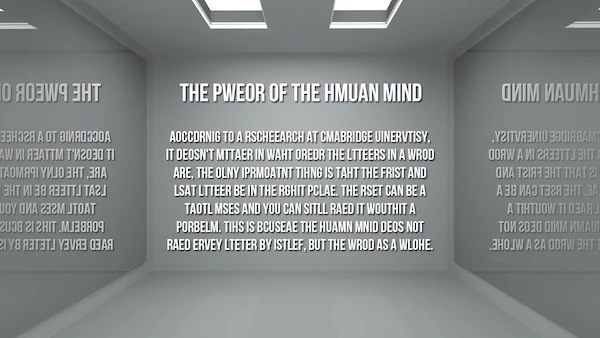 THE PWEOR OF THE HMUAN MIND
AOCCDRNIG TO A RSCHEEARCH AT CMABRIGDE UINERVTISY,
IT DEOSN'T MTTAER IN WAHT OREDR THE LTTEERS IN A WROD
ARE, THE OLNY IPRMOATNT TIHNG IS TAHT THE FRIST AND
LSAT LTTEER BE IN THE RGHIT PCLAE. THE RSET CAN BE A
TAOTL MSES AND YOU CAN SITLL RAED IT WOUTHIT A
PORBELM. TIHS IS BCUSEAE THE HUAMN MNID DEOS NOT
RAED ERVEY LTETER BY ISTLEF, BUT THE WROD AS A WLOHE.